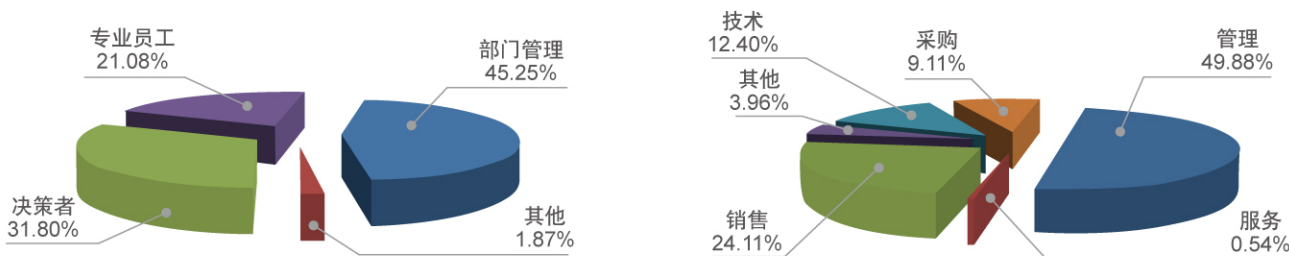 专业员工
21.08%
部门管理
45.25%
决策者
31.80%
其他
1.87%
技术
12.40%
采购
9.11%
管理
49.88%
其他
3.96%
销售
24.11%
服务
0.54%